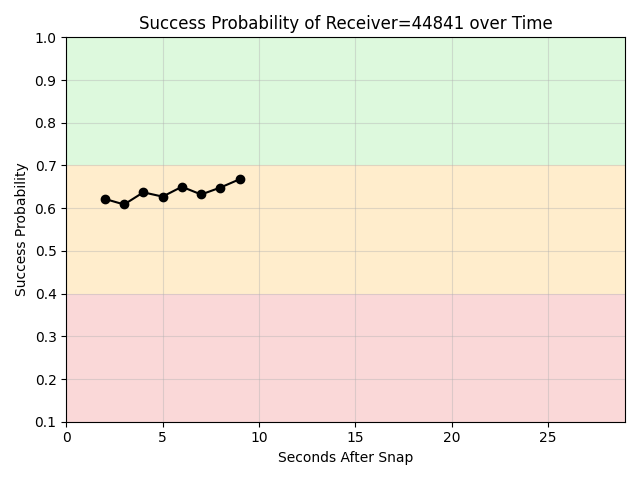 Success Probability of Receiver=44841 over Time
1.0
0.9
0.8
0.7
0.6
0.5
0.4
0.3
0.2
0.1
Success Probability
0 5 10 15 20 25
Seconds After Snap